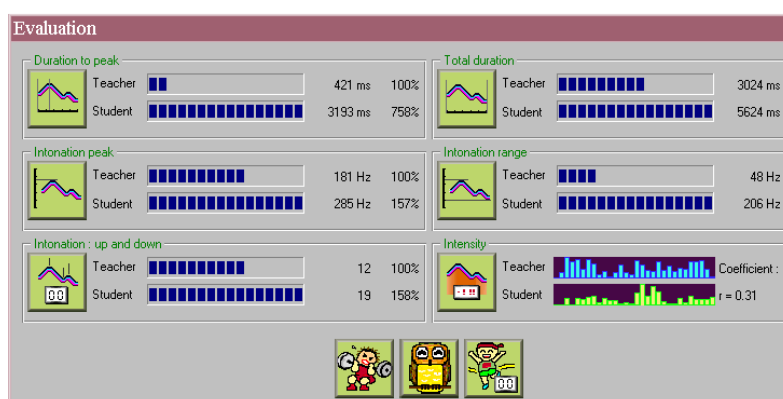 Evaluation
Duration to peak
Teacher 421 ms 100%
Student 3193 ms 758%
Total duration
Teacher 3024 ms
Student 5624 ms
Intonation peak
Teacher 181 Hz 100%
Student 285 Hz 157%
Intonation range
Teacher 48 Hz
Student 206 Hz
Intonation : up and down
Teacher 12 100%
Student 19 158%
00
Intensity
Teacher Coefficient :
Student r = 0.31
00